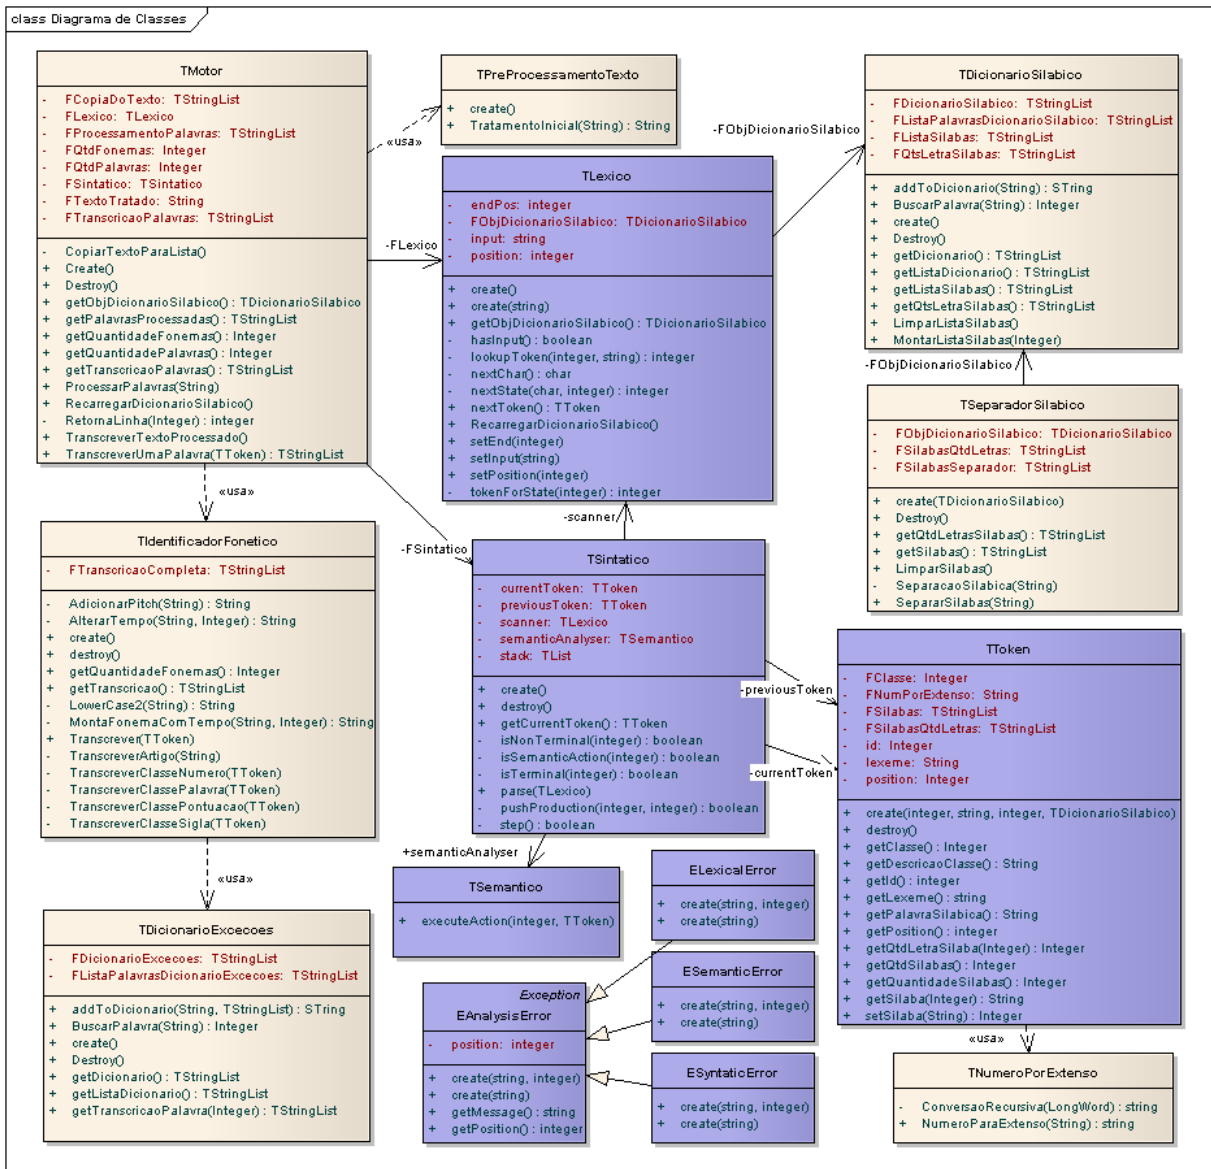 class Diagrama de Classes
TMotor
- FCopiaDoTexto: TStringList
- FLexico: TLexico
- FProcessamentoPalavras: TStringList
- FQtdFonemas: Integer
- FQtdPalavras: Integer
- FSintatico: TSintatico
- FTextoTratado: String
- FTranscricaoPalavras: TStringList
- CopiarTextoParaLista()
+ Create()
+ Destroy()
+ getObjDicionarioSilabico() : TDicionarioSilabico
+ getPalavrasProcessadas() : TStringList
+ getQuantidadeFonemas() : Integer
+ getQuantidadePalavras() : Integer
+ getTranscricaoPalavras() : TStringList
+ ProcessarPalavras(String)
+ RecarregarDicionarioSilabico()
- RetornaLinha(Integer) : integer
+ TranscreverTextoProcessado()
+ TranscreverUmaPalavra(TToken) : TStringList
«usa»
TPreProcessamentoTexto
+ create()
+ TratamentoInicial(String) : String
-FLexico
TLexico
- endPos: integer
- FObjDicionarioSilabico: TDicionarioSilabico
- input: string
- position: integer
+ create()
+ create(string)
+ getObjDicionarioSilabico() : TDicionarioSilabico
- hasInput() : boolean
- lookupToken(integer, string) : integer
- nextChar() : char
- nextState(char, integer) : integer
+ nextToken() : TToken
+ RecarregarDicionarioSilabico()
+ setEnd(integer)
+ setInput(string)
+ setPosition(integer)
- tokenForState(integer) : integer
-FObjDicionarioSilabico
TDicionarioSilabico
- FDicionarioSilabico: TStringList
- FListaPalavrasDicionarioSilabico: TStringList
- FListaSilabas: TStringList
- FQtsLetraSilabas: TStringList
+ addToDicionario(String) : STring
+ BuscarPalavra(String) : Integer
+ create()
+ Destroy()
+ getDicionario() : TStringList
+ getListaDicionario() : TStringList
+ getListaSilabas() : TStringList
+ getQtsLetraSilabas() : TStringList
+ LimparListaSilabas()
+ MontarListaSilabas(Integer)
-FObjDicionarioSilabico
TSeparadorSilabico
- FObjDicionarioSilabico: TDicionarioSilabico
- FSilabasQtdLetras: TStringList
- FSilabasSeparador: TStringList
+ create(TDicionarioSilabico)
+ Destroy()
+ getQtdLetrasSilabas() : TStringList
+ getSilabas() : TStringList
+ LimparSilabas()
- SeparacaoSilabica(String)
+ SepararSilabas(String)
«usa»
TIdentificadorFonetico
- FTranscricaoCompleta: TStringList
- AdicionarPitch(String) : String
- AlterarTempo(String, Integer) : String
+ create()
+ destroy()
+ getQuantidadeFonemas() : Integer
+ getTranscricao() : TStringList
- LowerCase2(String) : String
- MontaFonemaComTempo(String, Integer) : String
+ Transcrever(TToken)
- TranscreverArtigo(String)
- TranscreverClasseNumero(TToken)
- TranscreverClassePalavra(TToken)
- TranscreverClassePontuacao(TToken)
- TranscreverClasseSigla(TToken)
-FSintatico
-scanner
TSintatico
- currentToken: TToken
- previousToken: TToken
- scanner: TLexico
- semanticAnalyser: TSemantico
- stack: TList
+ create()
+ destroy()
+ getCurrentToken() : TToken
- isNonTerminal(integer) : boolean
- isSemanticAction(integer) : boolean
- isTerminal(integer) : boolean
+ parse(TLexico)
- pushProduction(integer, integer) : boolean
- step() : boolean
-previousToken
-currentToken
TToken
- FClasse: Integer
- FNumPorExtenso: String
- FSilabas: TStringList
- FSilabasQtdLetras: TStringList
- id: Integer
- lexeme: String
- position: Integer
+ create(integer, string, integer, TDicionarioSilabico)
+ destroy()
+ getClasse() : Integer
+ getDescricaoClasse() : String
+ getId() : integer
+ getLexeme() : string
+ getPalavraSilabica() : String
+ getPosition() : integer
+ getQtdLetraSilaba(Integer) : Integer
+ getQtdSilabas() : Integer
+ getQuantidadeSilabas() : Integer
+ getSilaba(Integer) : String
+ setSilaba(String) : Integer
«usa»
TNumeroPorExtenso
- ConversaoRecursiva(LongWord) : string
+ NumeroParaExtenso(String) : string
«usa»
TDicionarioExcecoes
- FDicionarioExcecoes: TStringList
- FListaPalavrasDicionarioExcecoes: TStringList
+ addToDicionario(String, TStringList) : STring
+ BuscarPalavra(String) : Integer
+ create()
+ Destroy()
+ getDicionario() : TStringList
+ getListaDicionario() : TStringList
+ getTranscricaoPalavra(Integer) : TStringList
+semanticAnalyser
TSemantico
+ executeAction(integer, TToken)
ELexicalError
+ create(string, integer)
+ create(string)
ESemanticError
+ create(string, integer)
+ create(string)
Exception
EAnalysisError
- position: integer
+ create(string, integer)
+ create(string)
+ getMessage() : string
+ getPosition() : integer
ESyntaticError
+ create(string, integer)
+ create(string)